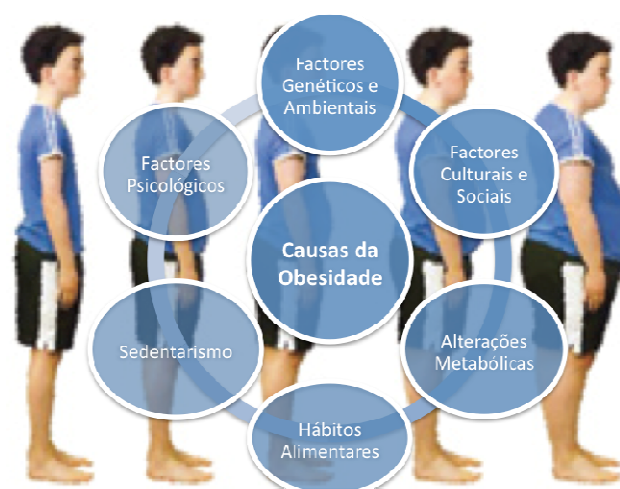 Factores
Genéticos e
Ambientais
Factores
Culturais e
Sociais
Alterações
Metabólicas
Hábitos
Alimentares
Sedentarismo
Factores
Psicológicos
Causas da
Obesidade